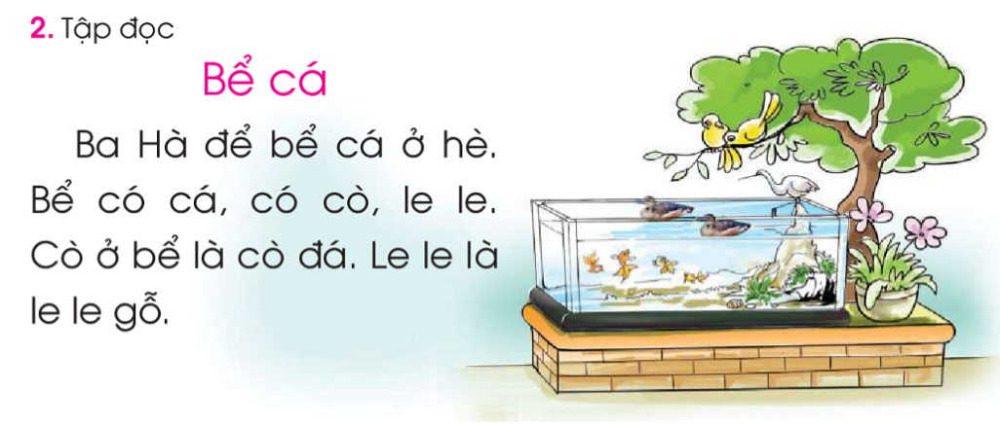 2. Tập đọc
Bể cá
Ba Hà để bể cá ở hè.
Bể có cá, có cò, le le.
Cò ở bể là cò đá. Le le là
le le gỗ.